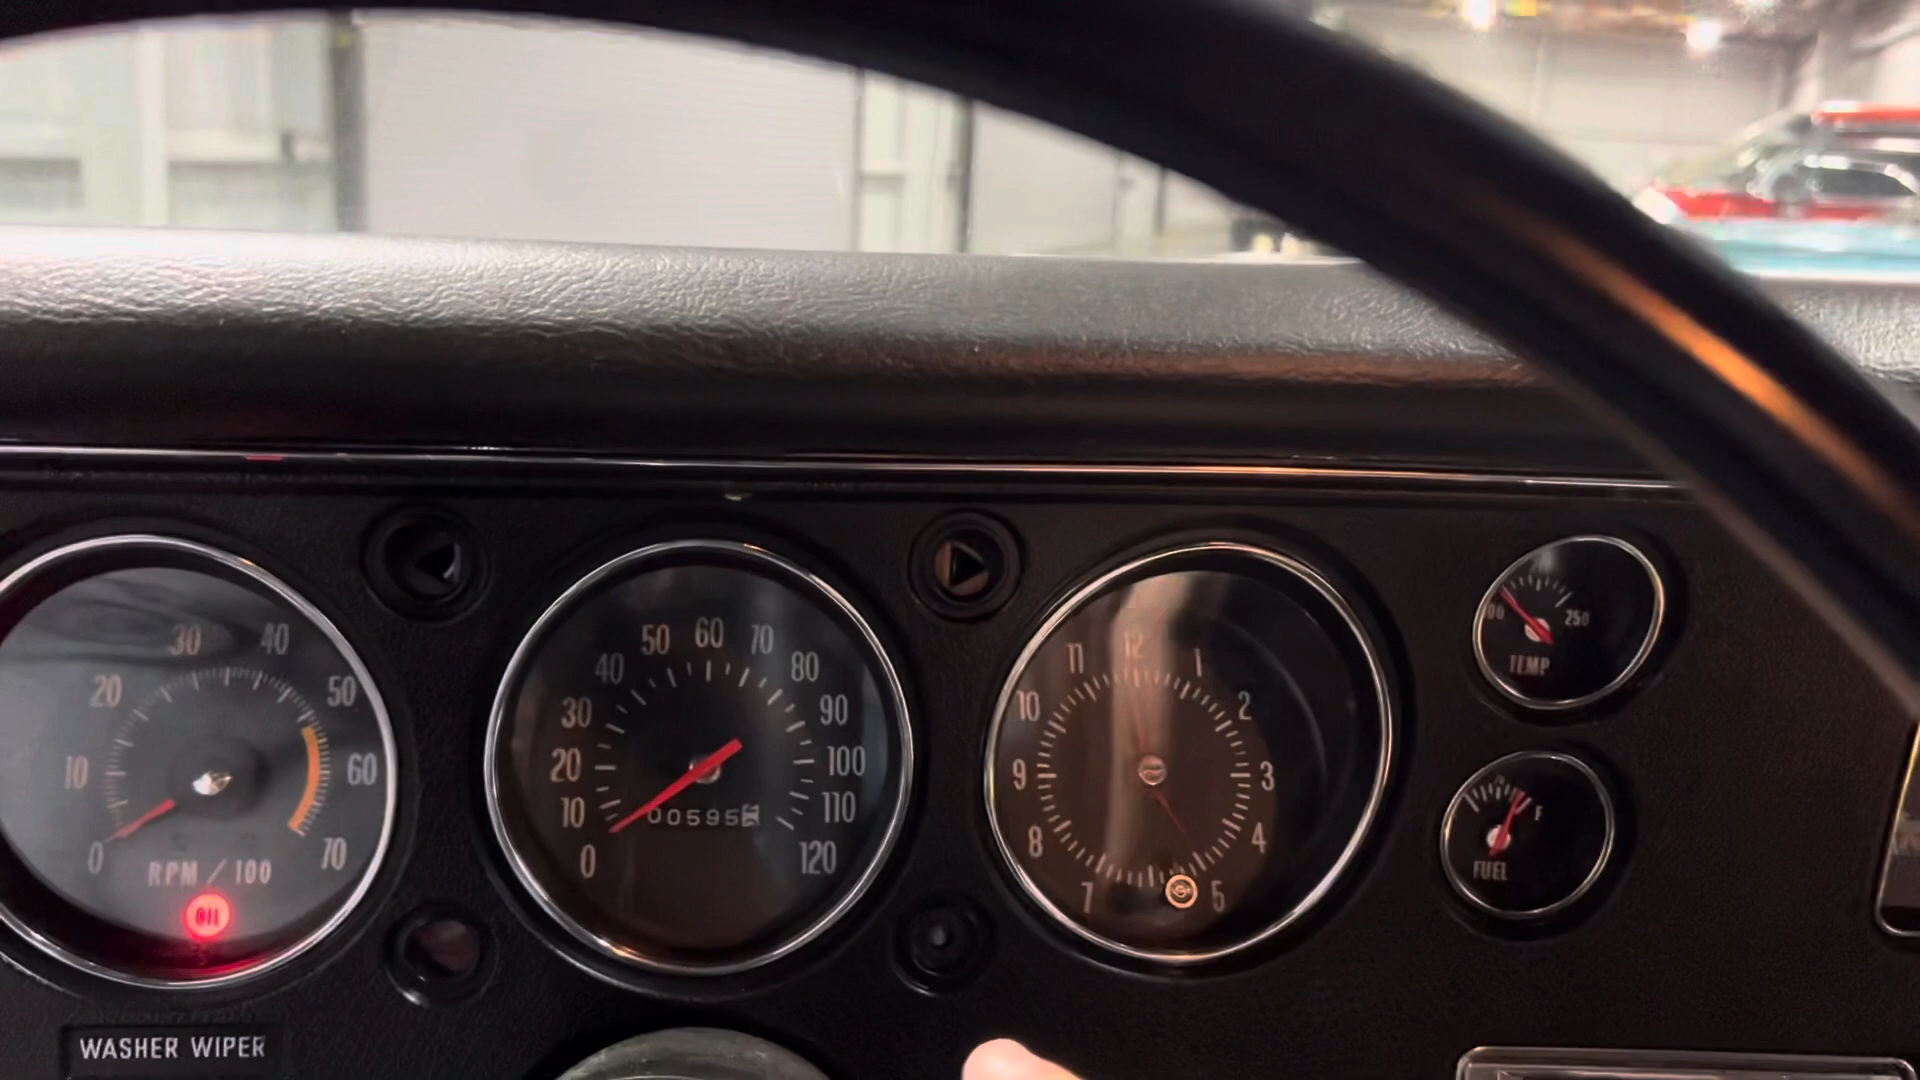 0 10 20 30 40 50 60 70
RPM / 100
OIL
0 10 20 30 40 50 60 70 80 90 100 110 120
00595
12 1 2 3 4 5 7 8 9 10 11
250
TEMP
F
FUEL
WASHER WIPER